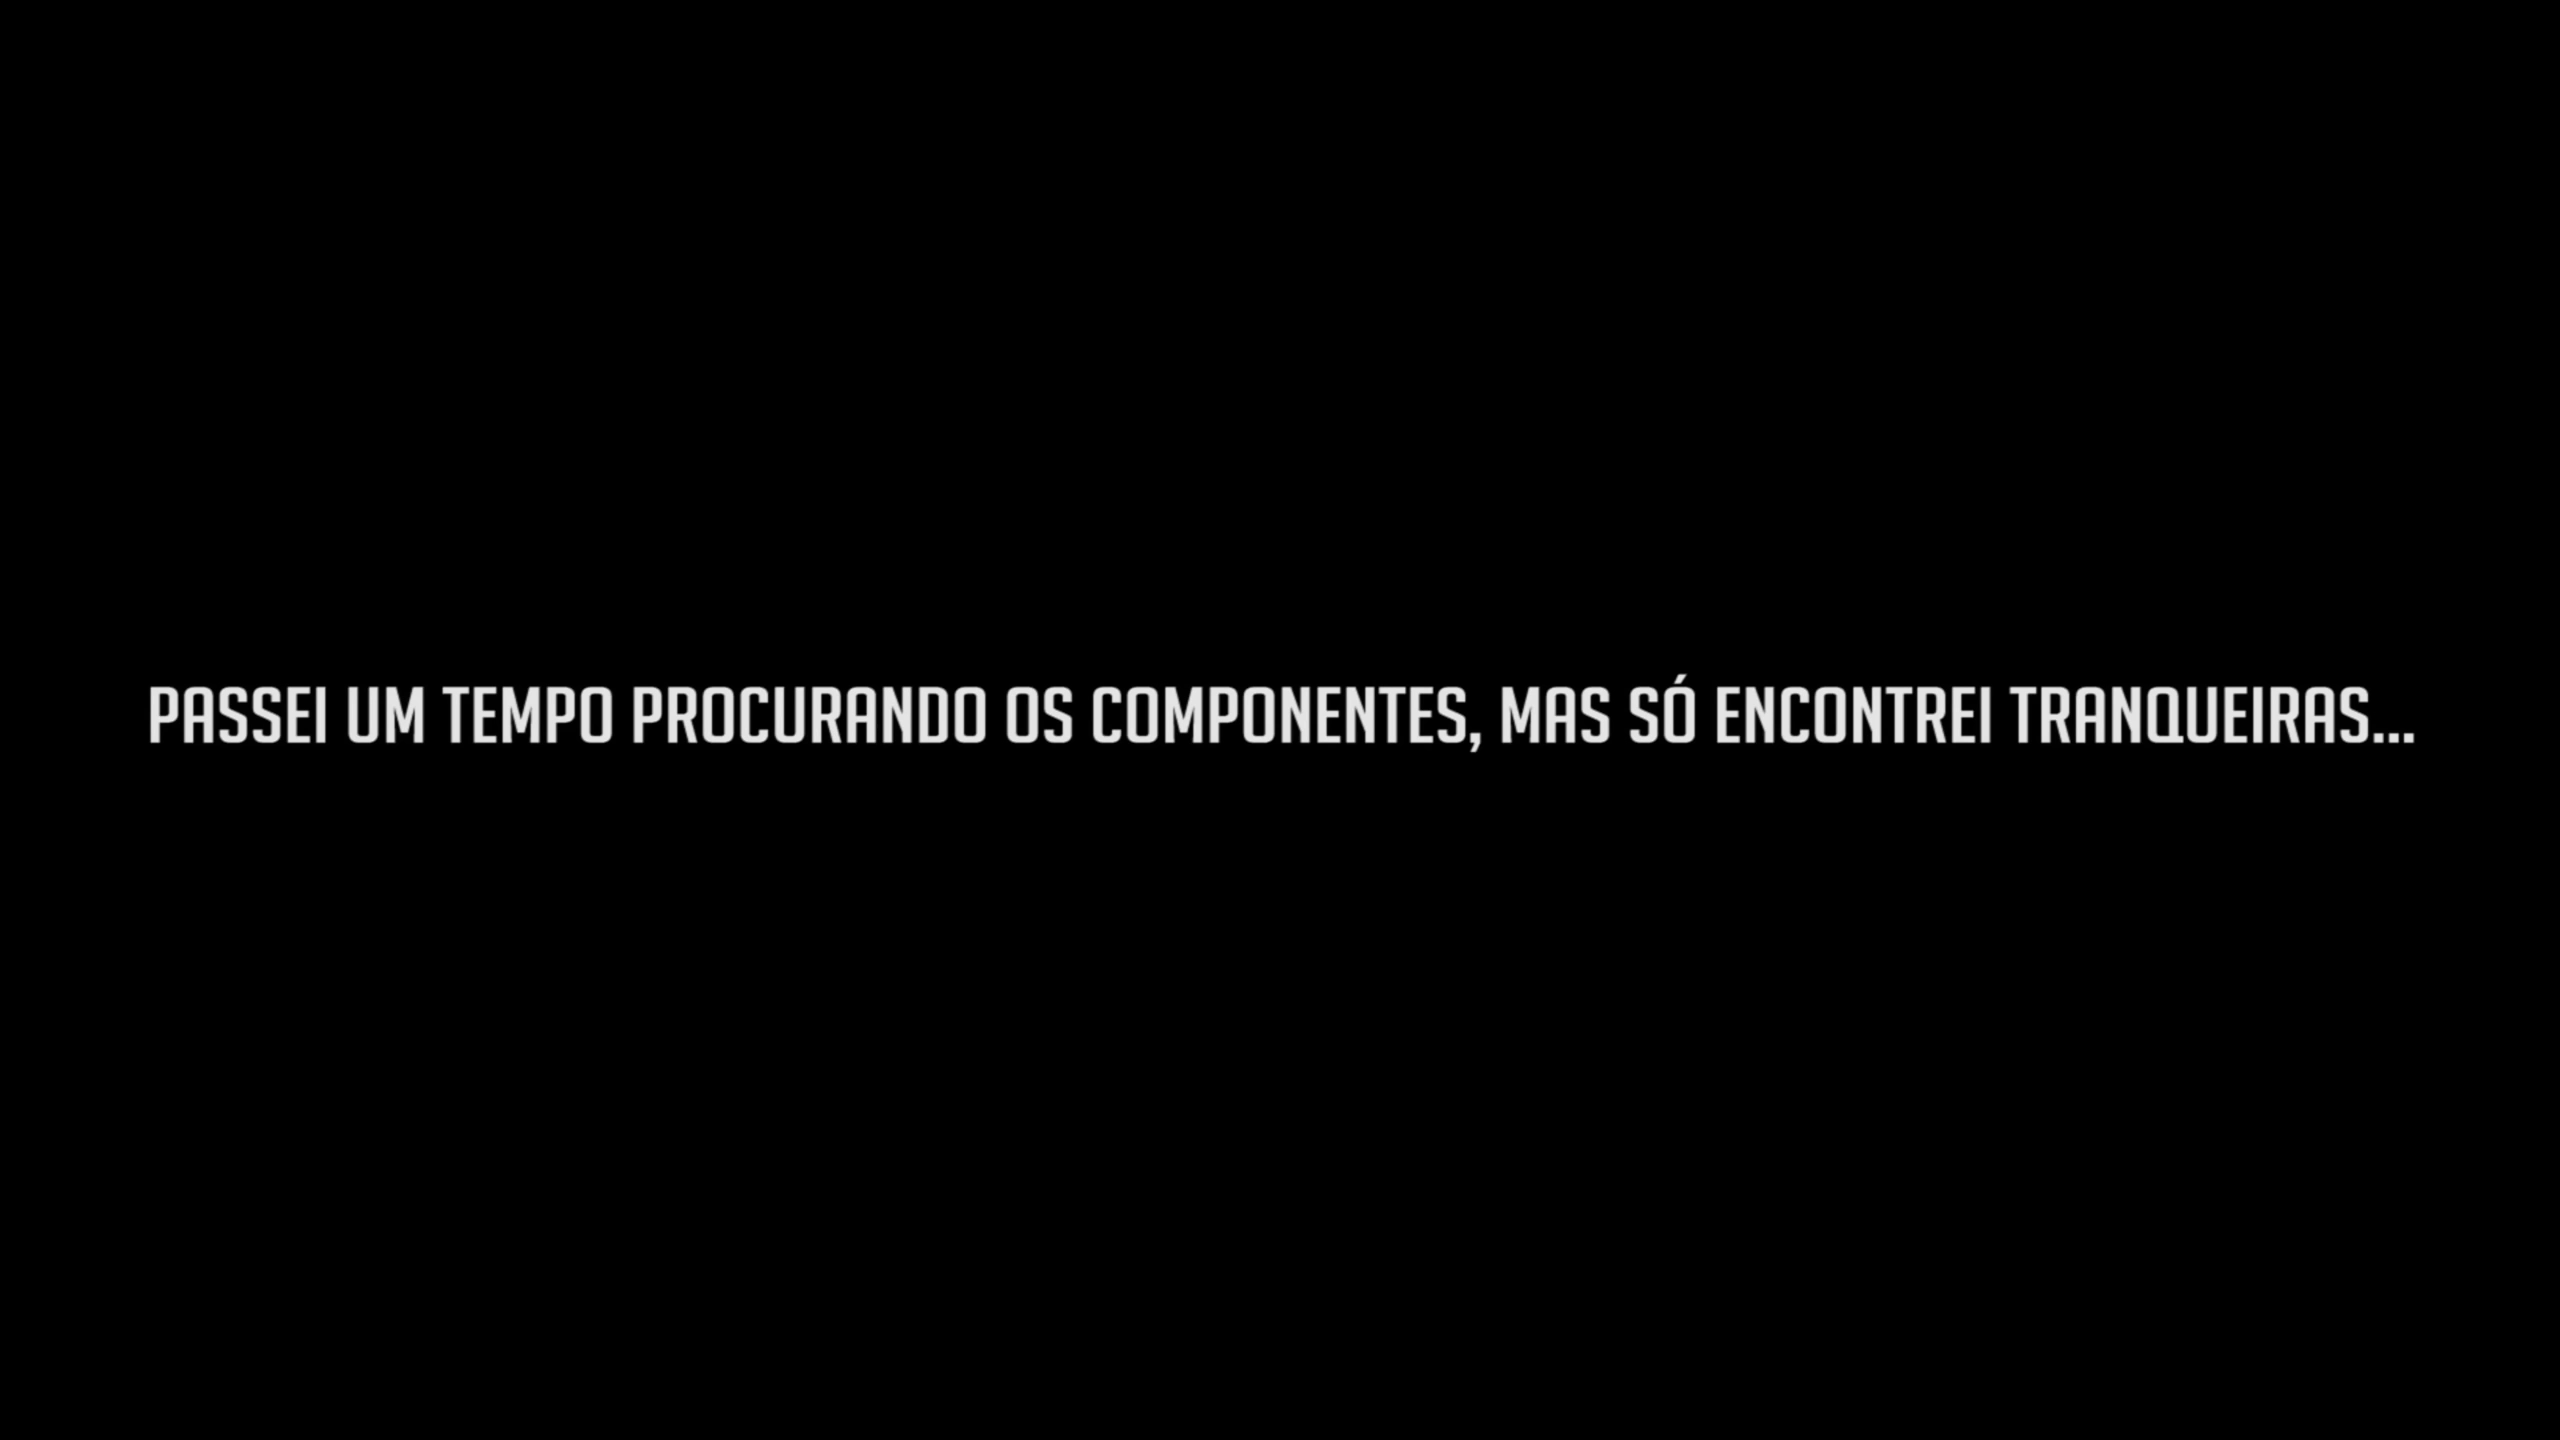 PASSEI UM TEMPO PROCURANDO OS COMPONENTES, MAS SÓ ENCONTREI TRANQUEIRAS...